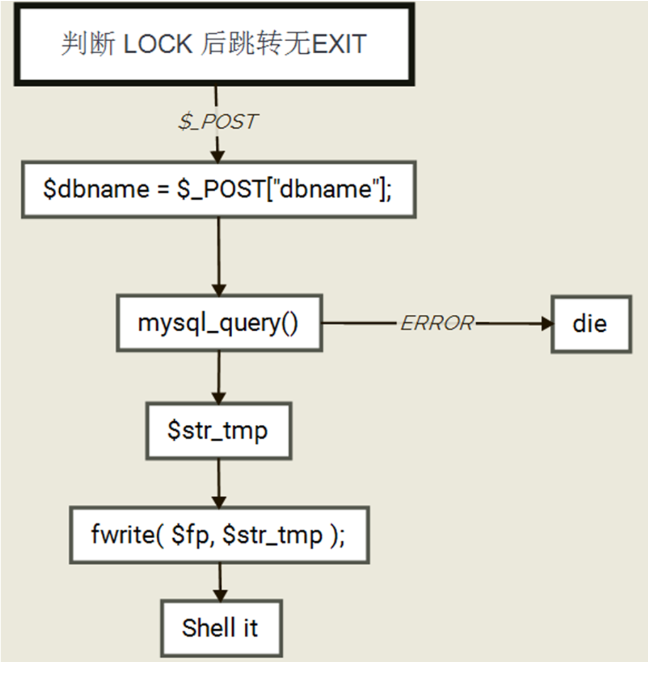 判断 LOCK 后跳转无EXIT
$_POST
$dbname = $_POST["dbname"];
mysql_query()
ERROR
die
$str_tmp
fwrite( $fp, $str_tmp );
Shell it